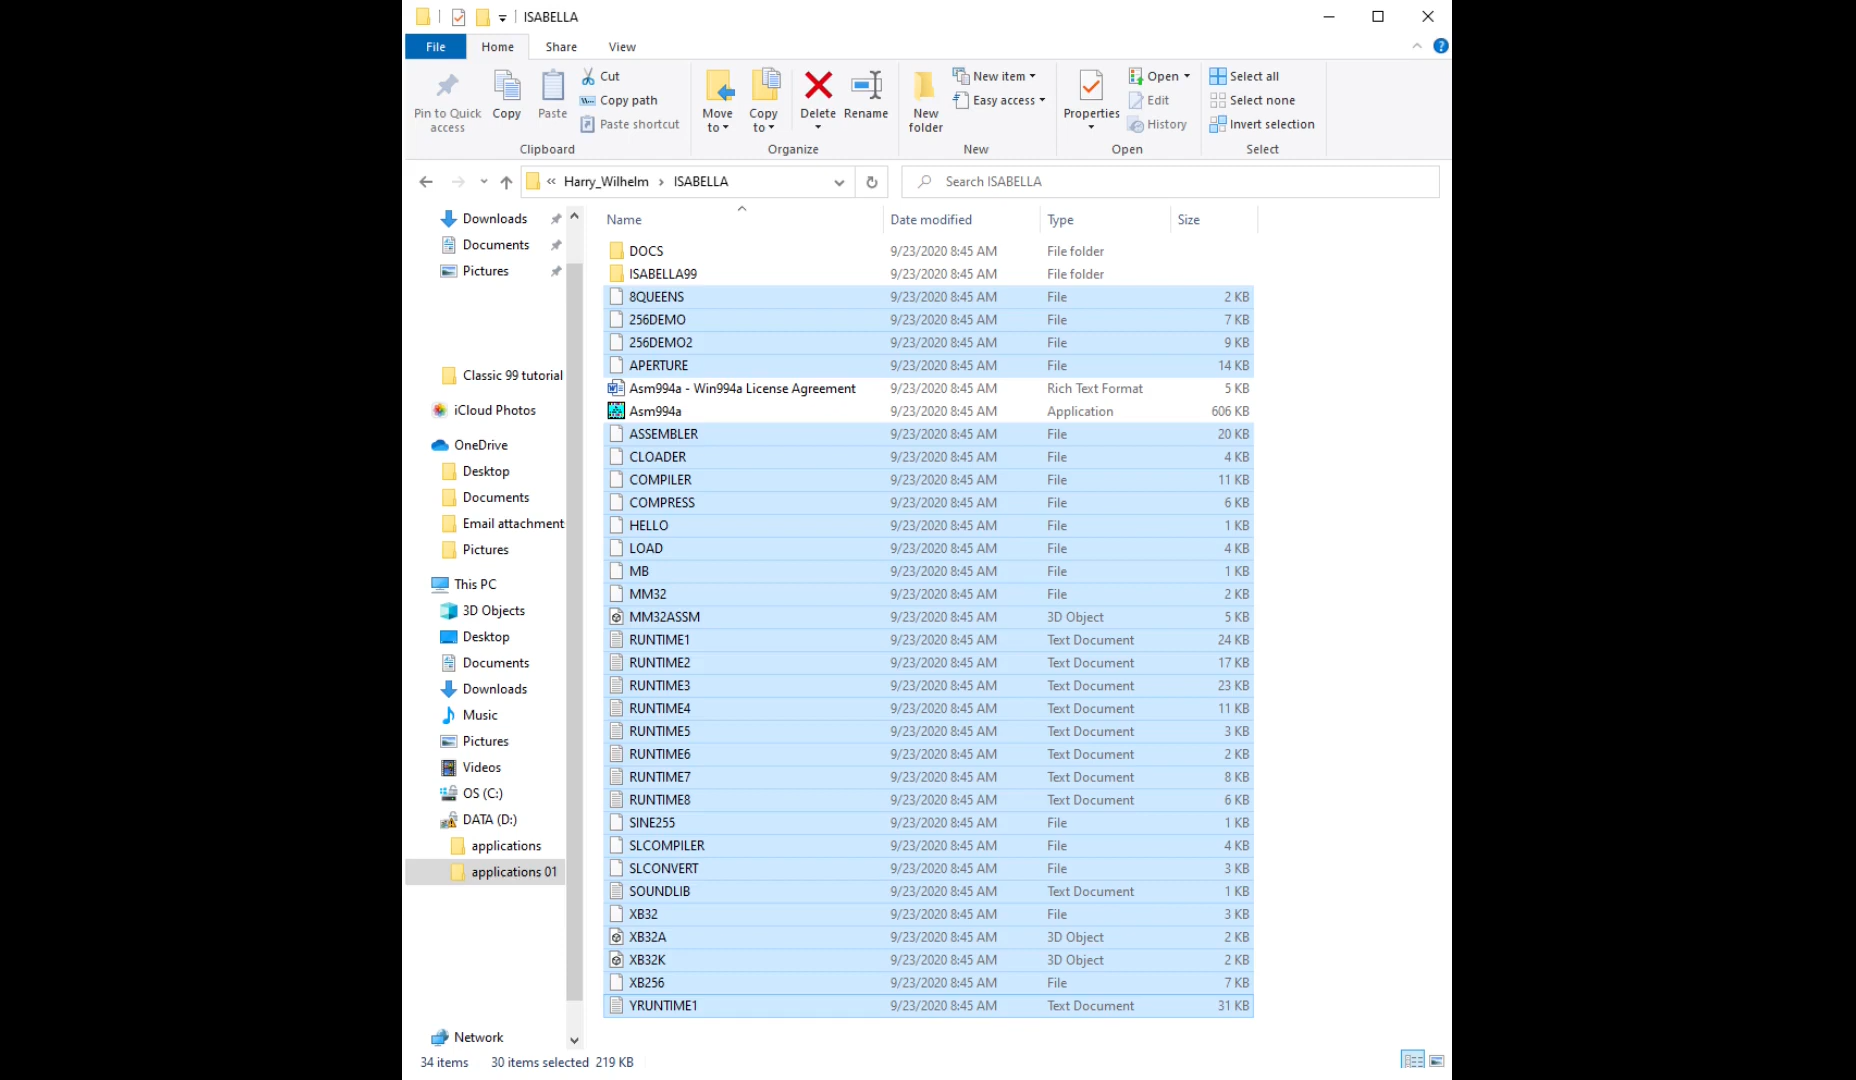 ISABELLA
File Home Share View
Pin to Quick access
Copy
Paste
Cut
Copy path
Paste shortcut
Clipboard
Move to
Copy to
Delete
Rename
Organize
New folder
New item
Easy access
New
Properties
Open
Edit
History
Open
Select all
Select none
Invert selection
Select
« Harry_Wilhelm › ISABELLA
Search ISABELLA
Downloads
Documents
Pictures
Classic 99 tutorial
iCloud Photos
OneDrive
Desktop
Documents
Email attachment
Pictures
This PC
3D Objects
Desktop
Documents
Downloads
Music
Pictures
Videos
OS (C:)
DATA (D:)
applications
applications 01
Network
Name Date modified Type Size
DOCS 9/23/2020 8:45 AM File folder
ISABELLA99 9/23/2020 8:45 AM File folder
8QUEENS 9/23/2020 8:45 AM File 2 KB
256DEMO 9/23/2020 8:45 AM File 7 KB
256DEMO2 9/23/2020 8:45 AM File 9 KB
APERTURE 9/23/2020 8:45 AM File 14 KB
Asm994a - Win994a License Agreement 9/23/2020 8:45 AM Rich Text Format 5 KB
Asm994a 9/23/2020 8:45 AM Application 606 KB
ASSEMBLER 9/23/2020 8:45 AM File 20 KB
CLOADER 9/23/2020 8:45 AM File 4 KB
COMPILER 9/23/2020 8:45 AM File 11 KB
COMPRESS 9/23/2020 8:45 AM File 6 KB
HELLO 9/23/2020 8:45 AM File 1 KB
LOAD 9/23/2020 8:45 AM File 4 KB
MB 9/23/2020 8:45 AM File 1 KB
MM32 9/23/2020 8:45 AM File 2 KB
MM32ASSM 9/23/2020 8:45 AM 3D Object 5 KB
RUNTIME1 9/23/2020 8:45 AM Text Document 24 KB
RUNTIME2 9/23/2020 8:45 AM Text Document 17 KB
RUNTIME3 9/23/2020 8:45 AM Text Document 23 KB
RUNTIME4 9/23/2020 8:45 AM Text Document 11 KB
RUNTIME5 9/23/2020 8:45 AM Text Document 3 KB
RUNTIME6 9/23/2020 8:45 AM Text Document 2 KB
RUNTIME7 9/23/2020 8:45 AM Text Document 8 KB
RUNTIME8 9/23/2020 8:45 AM Text Document 6 KB
SINE255 9/23/2020 8:45 AM File 1 KB
SLCOMPILER 9/23/2020 8:45 AM File 4 KB
SLCONVERT 9/23/2020 8:45 AM File 3 KB
SOUNDLIB 9/23/2020 8:45 AM Text Document 1 KB
XB32 9/23/2020 8:45 AM File 3 KB
XB32A 9/23/2020 8:45 AM 3D Object 2 KB
XB32K 9/23/2020 8:45 AM 3D Object 2 KB
XB256 9/23/2020 8:45 AM File 7 KB
YRUNTIME1 9/23/2020 8:45 AM Text Document 31 KB
34 items 30 items selected 219 KB